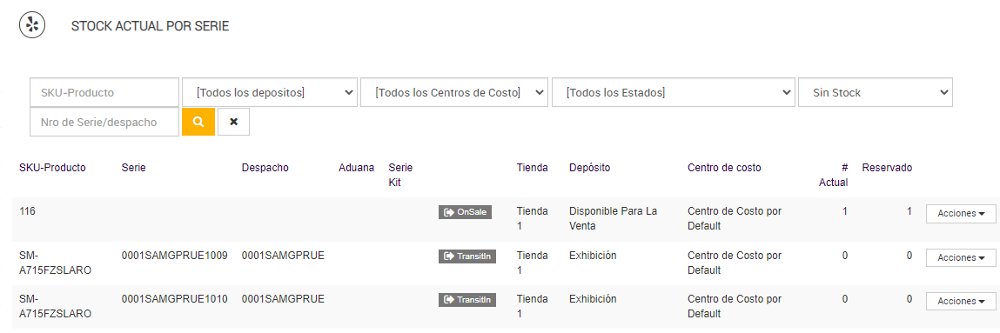 STOCK ACTUAL POR SERIE
SKU-Producto [Todos los depositos] [Todos los Centros de Costo] [Todos los Estados] Sin Stock
Nro de Serie/despacho
SKU-Producto Serie Despacho Aduana Serie Kit Tienda Depósito Centro de costo # Actual Reservado
116 OnSale Tienda 1 Disponible Para La Venta Centro de Costo por Default 1 1 Acciones
SM-A715FZSLARO 0001SAMGPRUE1009 0001SAMGPRUE TransitIn Tienda 1 Exhibición Centro de Costo por Default 0 0 Acciones
SM-A715FZSLARO 0001SAMGPRUE1010 0001SAMGPRUE TransitIn Tienda 1 Exhibición Centro de Costo por Default 0 0 Acciones